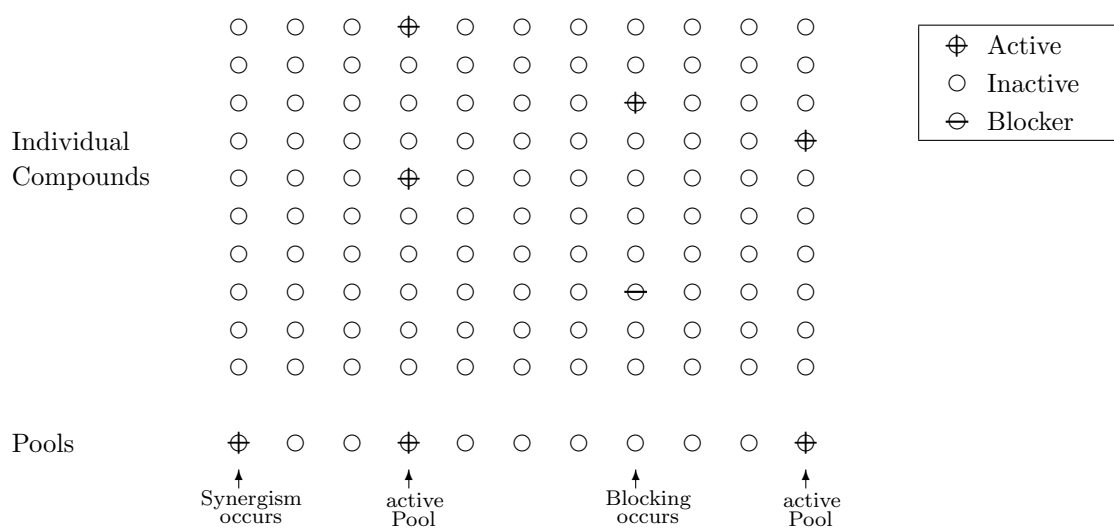 Active
Inactive
Blocker
Individual
Compounds
Pools
Synergism
occurs
active
Pool
Blocking
occurs
active
Pool